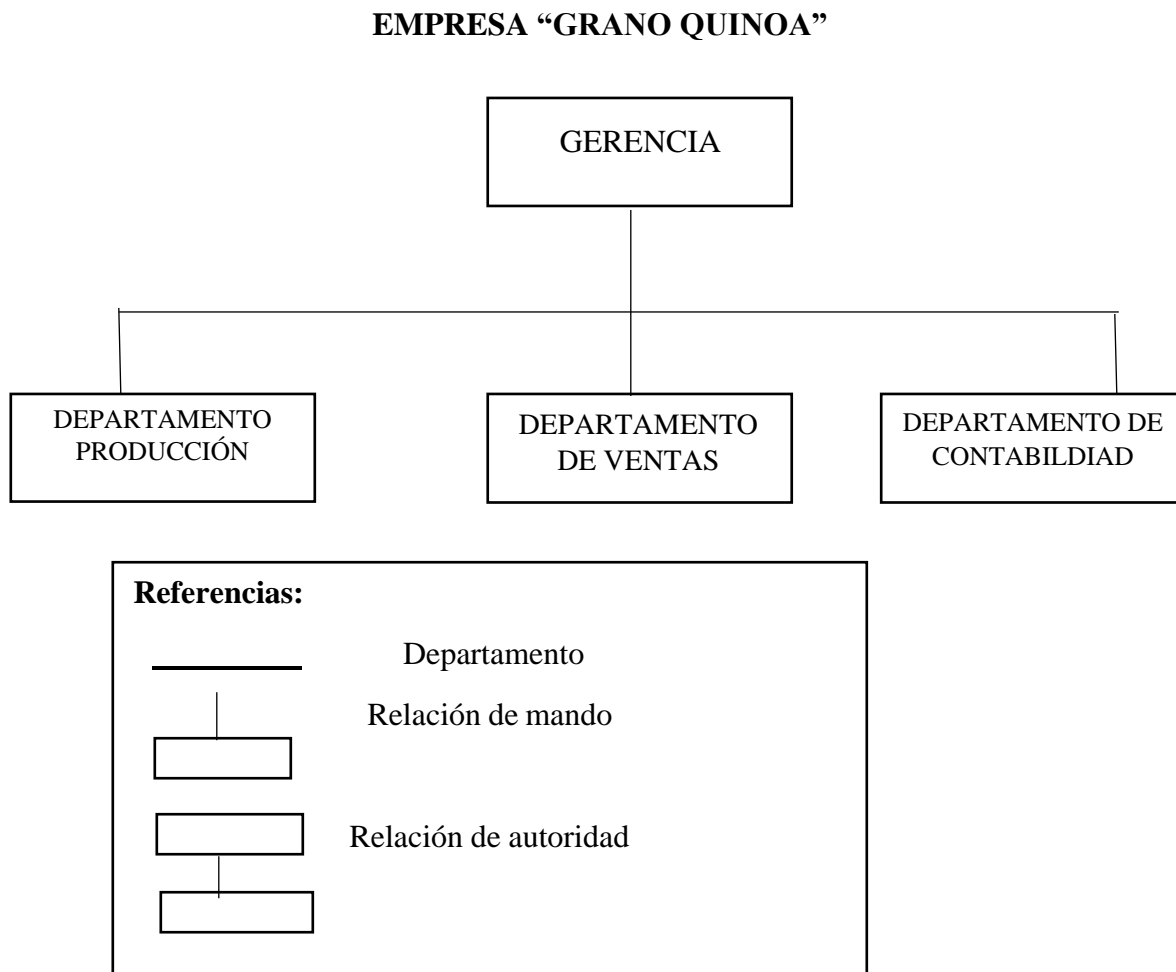 EMPRESA “GRANO QUINOA”
GERENCIA
DEPARTAMENTO
PRODUCCIÓN
DEPARTAMENTO
DE VENTAS
DEPARTAMENTO DE
CONTABILDIAD
Referencias:
Departamento
Relación de mando
Relación de autoridad